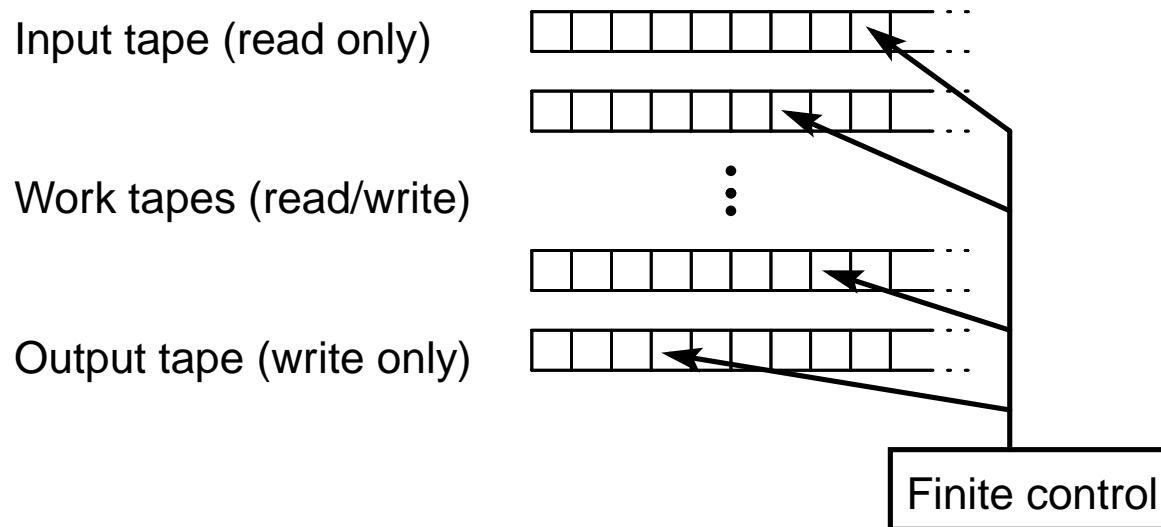 Input tape (read only)
Work tapes (read/write)
Output tape (write only)
Finite control